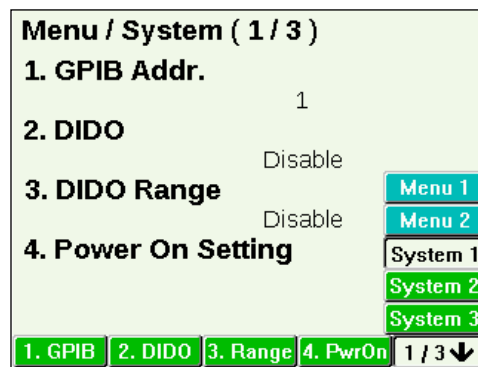 Menu / System ( 1 / 3 )
1. GPIB Addr.
1
2. DIDO
Disable
3. DIDO Range
Disable
4. Power On Setting
Menu 1
Menu 2
System 1
System 2
System 3
1. GPIB 2. DIDO 3. Range 4. PwrOn 1 / 3